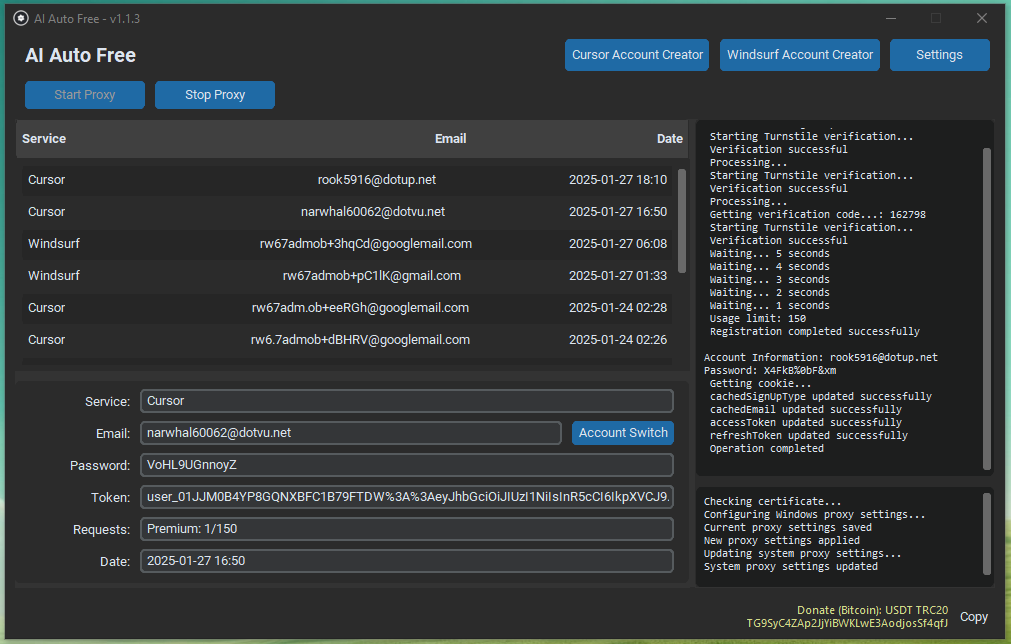 AI Auto Free - v1.1.3
AI Auto Free
Cursor Account Creator
Windsurf Account Creator
Settings
Start Proxy
Stop Proxy
Service Email Date
Cursor rook5916@dotup.net 2025-01-27 18:10
Cursor narwhal60062@dotvu.net 2025-01-27 16:50
Windsurf rw67admob+3hqCd@googlemail.com 2025-01-27 06:08
Windsurf rw67admob+pC1lK@gmail.com 2025-01-27 01:33
Cursor rw67adm.ob+eeRGh@googlemail.com 2025-01-24 02:28
Cursor rw6.7admob+dBHRV@googlemail.com 2025-01-24 02:26
Service: Cursor
Email: narwhal60062@dotvu.net Account Switch
Password: VoHL9UGnnoyZ
Token: user_01JJM0B4YP8GQNXBFC1B79FTDW%3A%3AeyJhbGciOiJIUzI1NiIsInR5cCI6IkpXVCJ9.
Requests: Premium: 1/150
Date: 2025-01-27 16:50
Starting Turnstile verification...
Verification successful
Processing...
Starting Turnstile verification...
Verification successful
Processing...
Getting verification code...: 162798
Starting Turnstile verification...
Verification successful
Waiting... 5 seconds
Waiting... 4 seconds
Waiting... 3 seconds
Waiting... 2 seconds
Waiting... 1 seconds
Usage limit: 150
Registration completed successfully
Account Information: rook5916@dotup.net
Password: X4FkB%0bF&xm
Getting cookie...
cachedSignUpType updated successfully
cachedEmail updated successfully
accessToken updated successfully
refreshToken updated successfully
Operation completed
Checking certificate...
Configuring Windows proxy settings...
Current proxy settings saved
New proxy settings applied
Updating system proxy settings...
System proxy settings updated
Donate (Bitcoin): USDT TRC20
TG9SyC4ZAp2JjYiBWKLwE3AodjosSf4qfJ
Copy